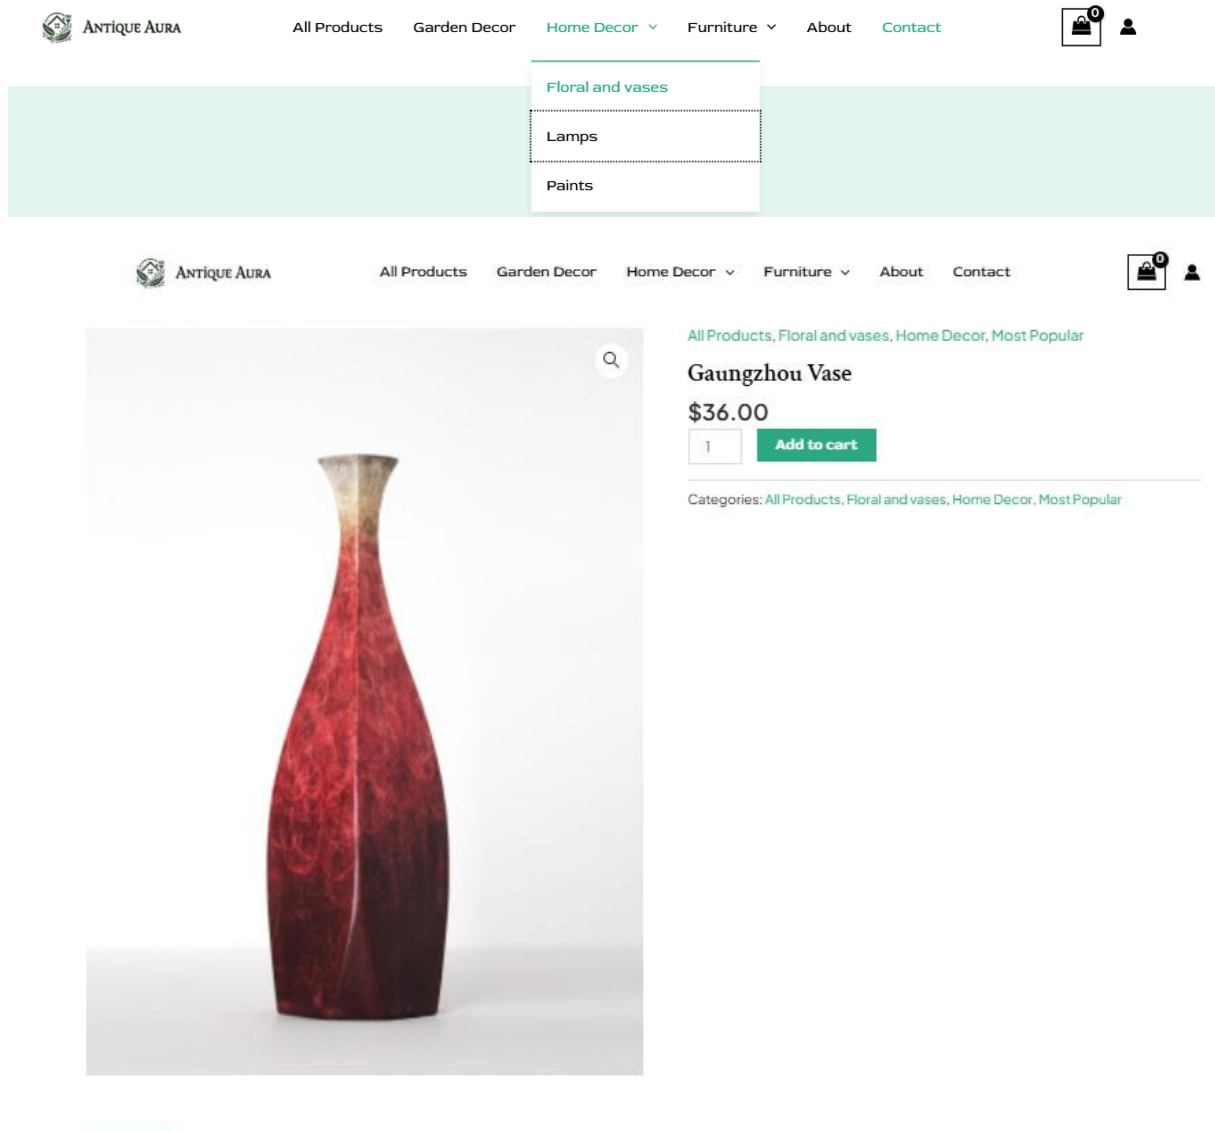 Antique Aura All Products Garden Decor Home Decor Furniture About Contact 0
Floral and vases
Lamps
Paints
Antique Aura All Products Garden Decor Home Decor Furniture About Contact 0
All Products, Floral and vases, Home Decor, Most Popular
Gaungzhou Vase
$36.00
1 Add to cart
Categories: All Products, Floral and vases, Home Decor, Most Popular